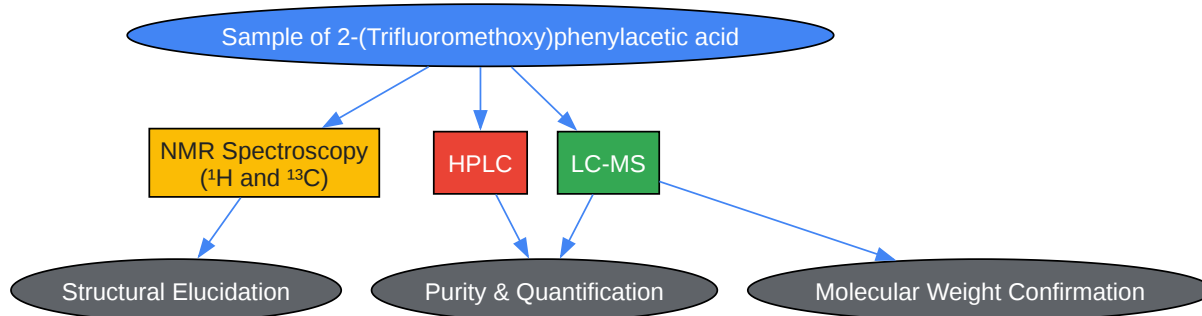 Sample of 2-(Trifluoromethoxy)phenylacetic acid
NMR Spectroscopy
(¹H and ¹³C)
HPLC
LC-MS
Structural Elucidation
Purity & Quantification
Molecular Weight Confirmation